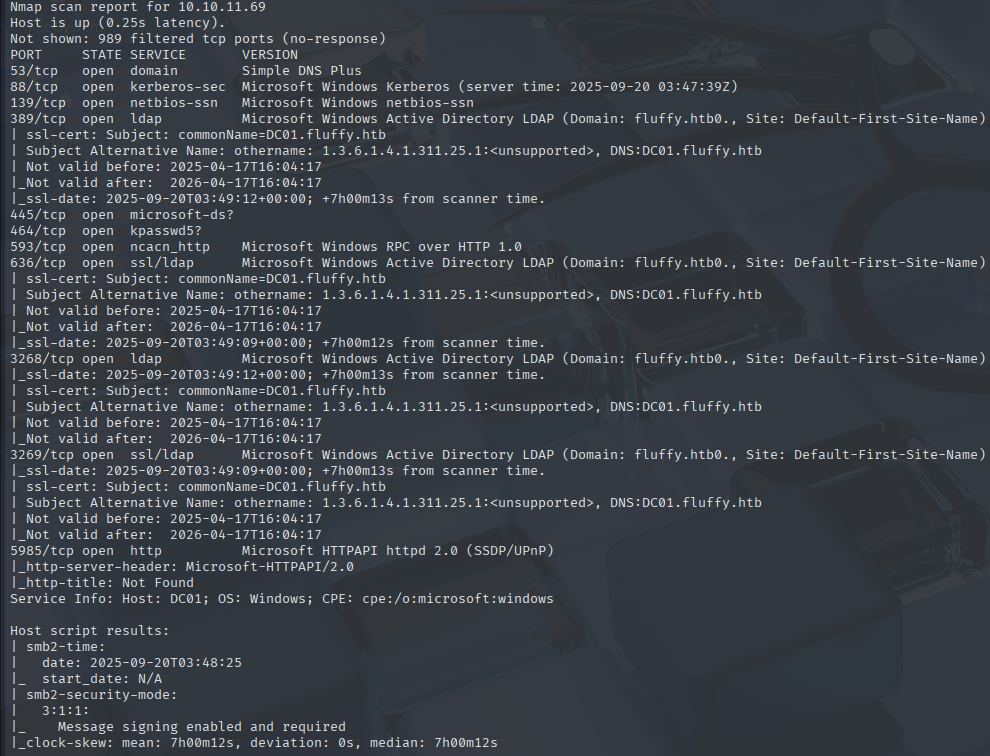 Nmap scan report for 10.10.11.69
Host is up (0.25s latency).
Not shown: 989 filtered tcp ports (no-response)
PORT     STATE SERVICE       VERSION
53/tcp   open  domain        Simple DNS Plus
88/tcp   open  kerberos-sec  Microsoft Windows Kerberos (server time: 2025-09-20 03:47:39Z)
139/tcp  open  netbios-ssn   Microsoft Windows netbios-ssn
389/tcp  open  ldap          Microsoft Windows Active Directory LDAP (Domain: fluffy.htb0., Site: Default-First-Site-Name)
| ssl-cert: Subject: commonName=DC01.fluffy.htb
| Subject Alternative Name: othername: 1.3.6.1.4.1.311.25.1:<unsupported>, DNS:DC01.fluffy.htb
| Not valid before: 2025-04-17T16:04:17
|_Not valid after:  2026-04-17T16:04:17
|_ssl-date: 2025-09-20T03:49:12+00:00; +7h00m13s from scanner time.
445/tcp  open  microsoft-ds?
464/tcp  open  kpasswd5?
593/tcp  open  ncacn_http    Microsoft Windows RPC over HTTP 1.0
636/tcp  open  ssl/ldap      Microsoft Windows Active Directory LDAP (Domain: fluffy.htb0., Site: Default-First-Site-Name)
| ssl-cert: Subject: commonName=DC01.fluffy.htb
| Subject Alternative Name: othername: 1.3.6.1.4.1.311.25.1:<unsupported>, DNS:DC01.fluffy.htb
| Not valid before: 2025-04-17T16:04:17
|_Not valid after:  2026-04-17T16:04:17
|_ssl-date: 2025-09-20T03:49:09+00:00; +7h00m12s from scanner time.
3268/tcp open  ldap          Microsoft Windows Active Directory LDAP (Domain: fluffy.htb0., Site: Default-First-Site-Name)
|_ssl-date: 2025-09-20T03:49:12+00:00; +7h00m13s from scanner time.
| ssl-cert: Subject: commonName=DC01.fluffy.htb
| Subject Alternative Name: othername: 1.3.6.1.4.1.311.25.1:<unsupported>, DNS:DC01.fluffy.htb
| Not valid before: 2025-04-17T16:04:17
|_Not valid after:  2026-04-17T16:04:17
3269/tcp open  ssl/ldap      Microsoft Windows Active Directory LDAP (Domain: fluffy.htb0., Site: Default-First-Site-Name)
|_ssl-date: 2025-09-20T03:49:09+00:00; +7h00m13s from scanner time.
| ssl-cert: Subject: commonName=DC01.fluffy.htb
| Subject Alternative Name: othername: 1.3.6.1.4.1.311.25.1:<unsupported>, DNS:DC01.fluffy.htb
| Not valid before: 2025-04-17T16:04:17
|_Not valid after:  2026-04-17T16:04:17
5985/tcp open  http          Microsoft HTTPAPI httpd 2.0 (SSDP/UPnP)
|_http-server-header: Microsoft-HTTPAPI/2.0
|_http-title: Not Found
Service Info: Host: DC01; OS: Windows; CPE: cpe:/o:microsoft:windows

Host script results:
| smb2-time:
|   date: 2025-09-20T03:48:25
|_  start_date: N/A
| smb2-security-mode:
|   3:1:1:
|_    Message signing enabled and required
|_clock-skew: mean: 7h00m12s, deviation: 0s, median: 7h00m12s